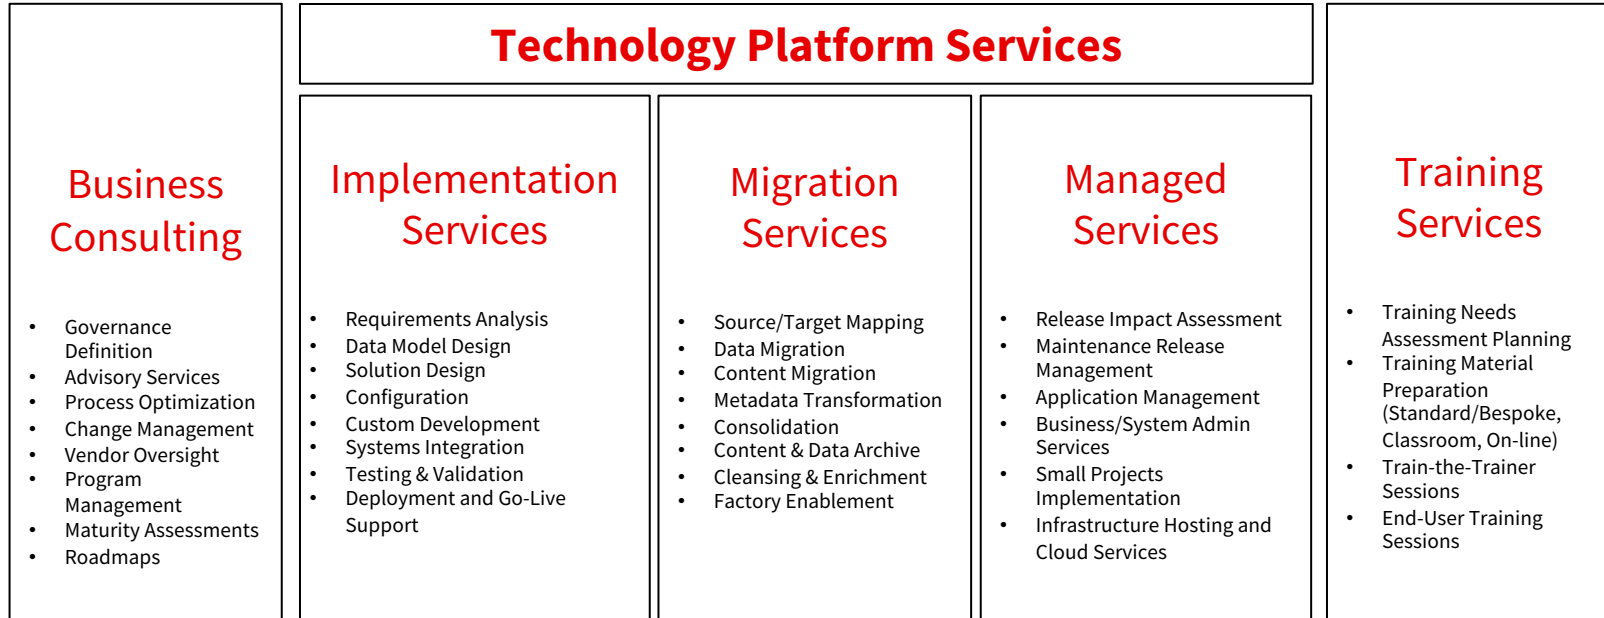 Technology Platform Services
Business
Consulting
• Governance
Definition
• Advisory Services
• Process Optimization
• Change Management
• Vendor Oversight
• Program
Management
• Maturity Assessments
• Roadmaps
Implementation
Services
• Requirements Analysis
• Data Model Design
• Solution Design
• Configuration
• Custom Development
• Systems Integration
• Testing & Validation
• Deployment and Go-Live
Support
Migration
Services
• Source/Target Mapping
• Data Migration
• Content Migration
• Metadata Transformation
• Consolidation
• Content & Data Archive
• Cleansing & Enrichment
• Factory Enablement
Managed
Services
• Release Impact Assessment
• Maintenance Release
Management
• Application Management
• Business/System Admin
Services
• Small Projects
Implementation
• Infrastructure Hosting and
Cloud Services
Training
Services
• Training Needs
Assessment Planning
• Training Material
Preparation
(Standard/Bespoke,
Classroom, On-line)
• Train-the-Trainer
Sessions
• End-User Training
Sessions